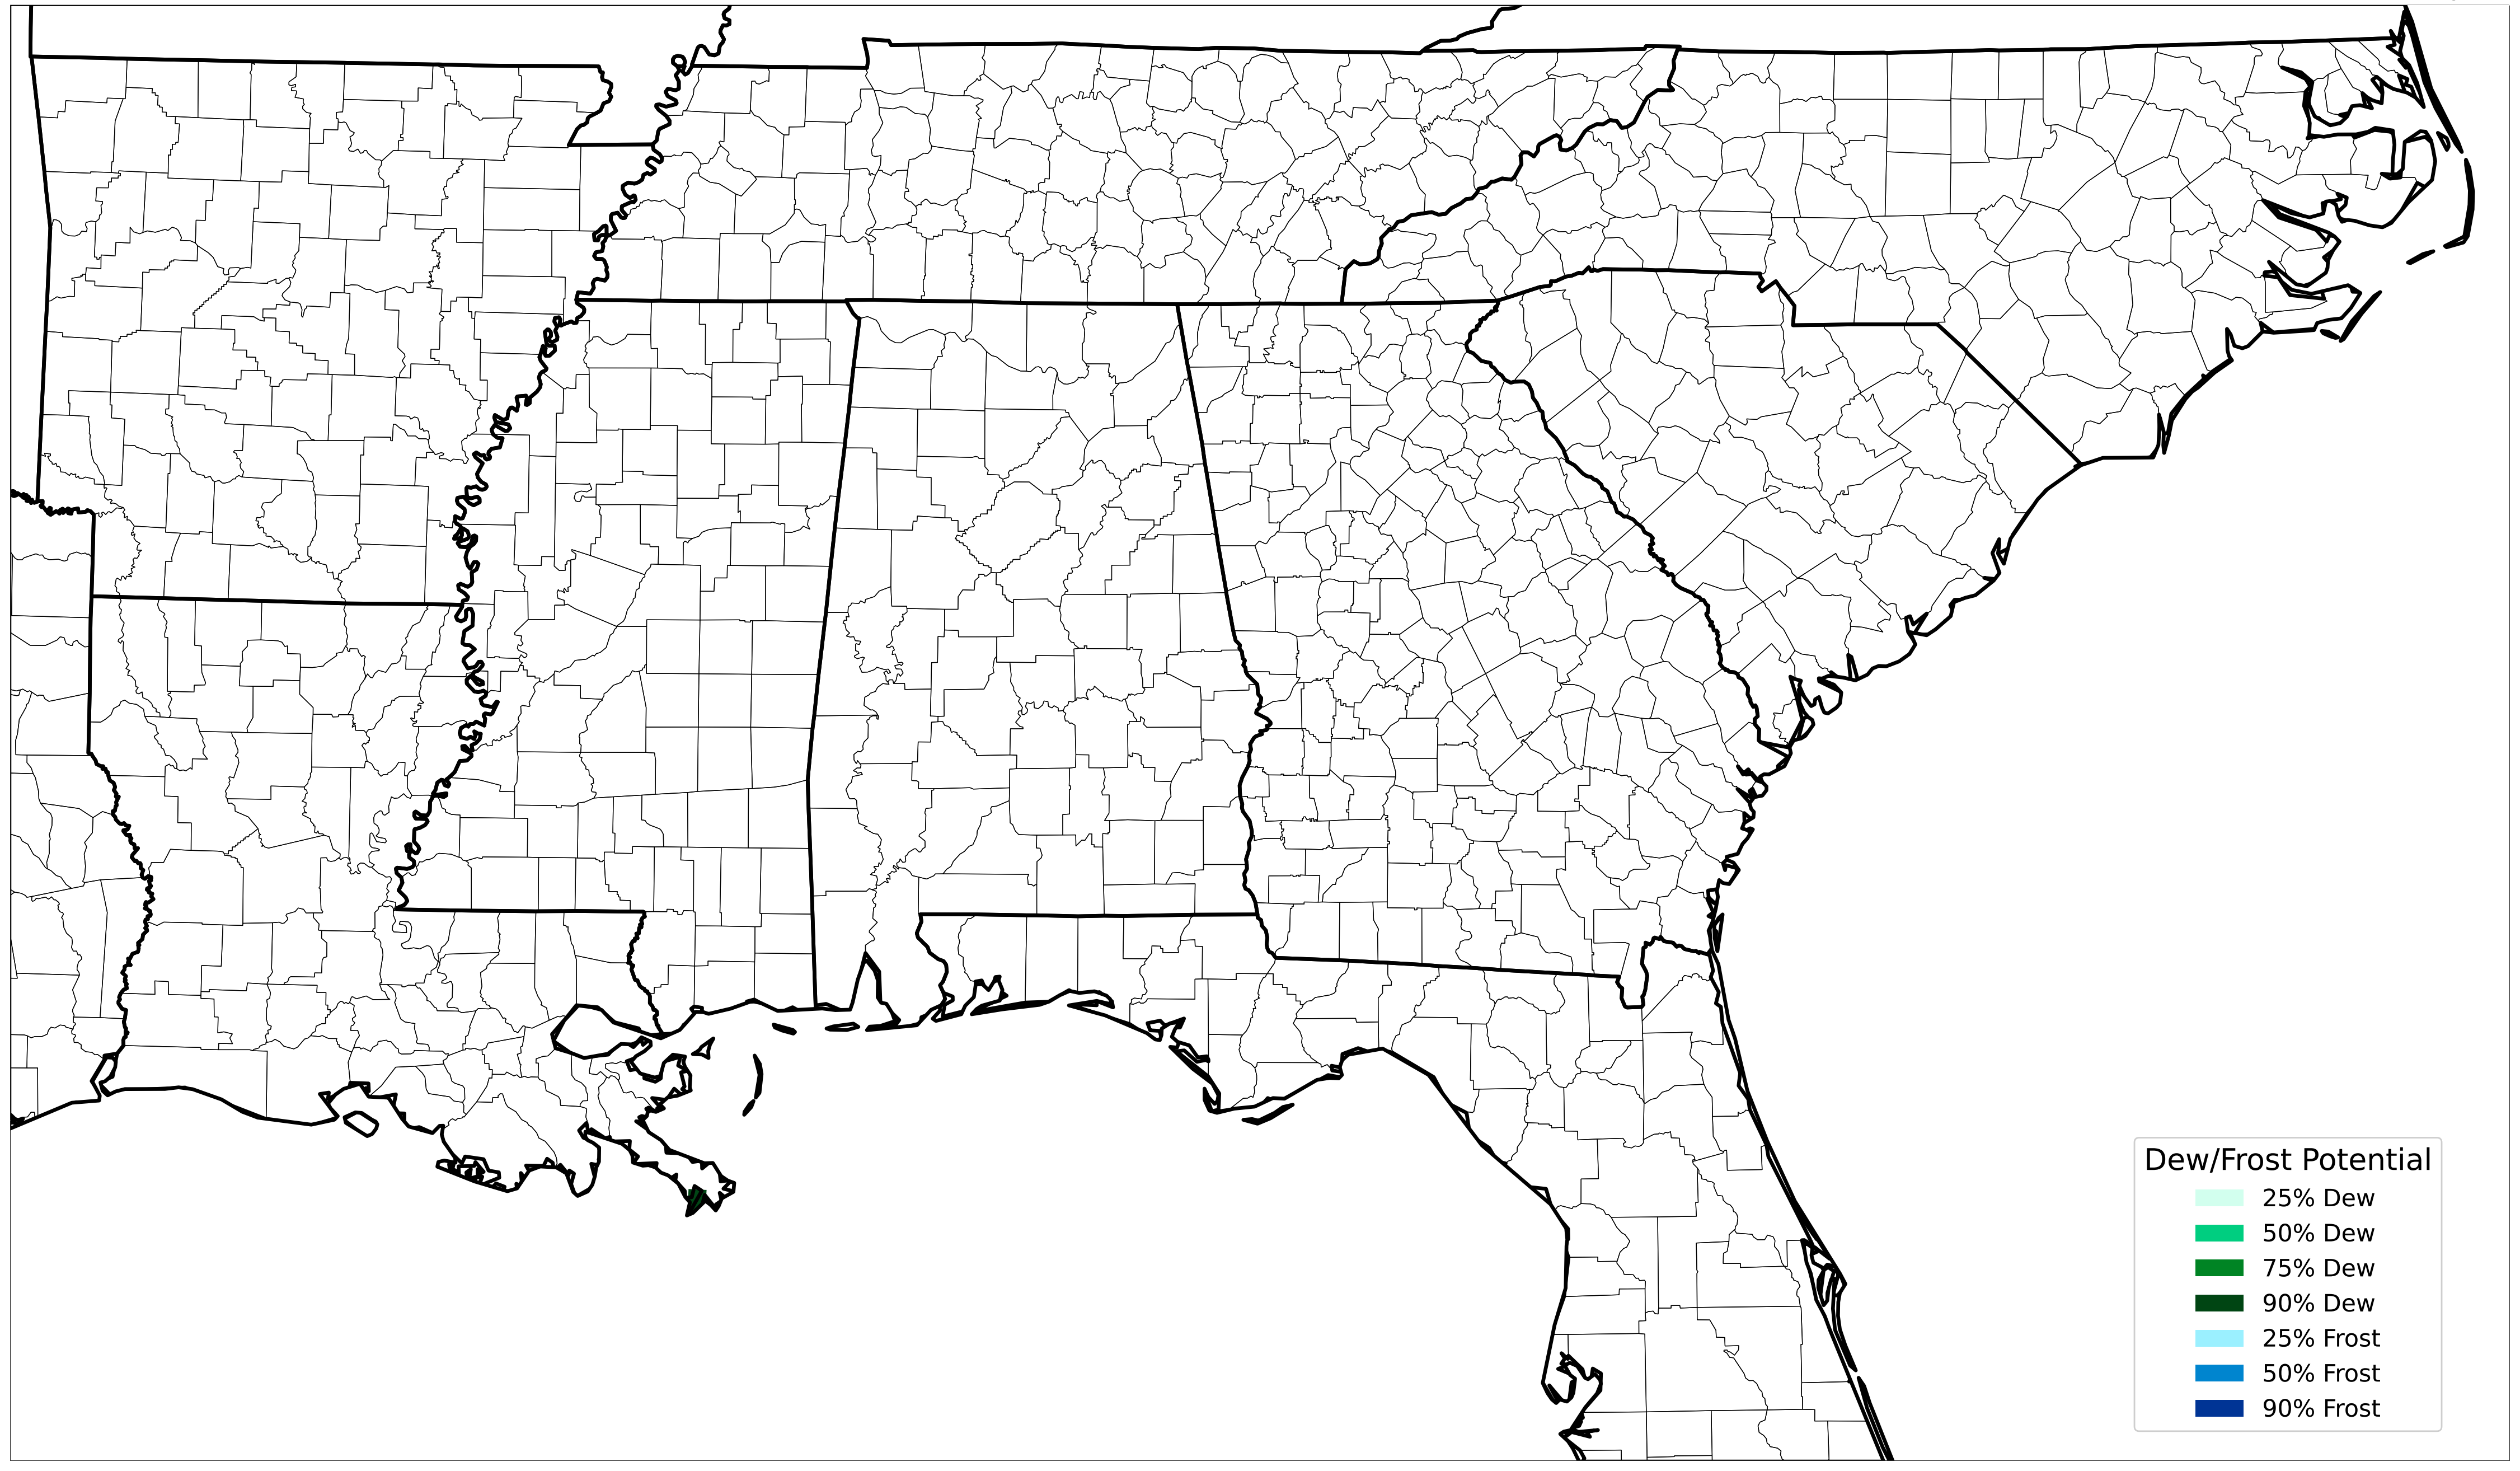 Dew/Frost Potential
25% Dew
50% Dew
75% Dew
90% Dew
25% Frost
50% Frost
90% Frost